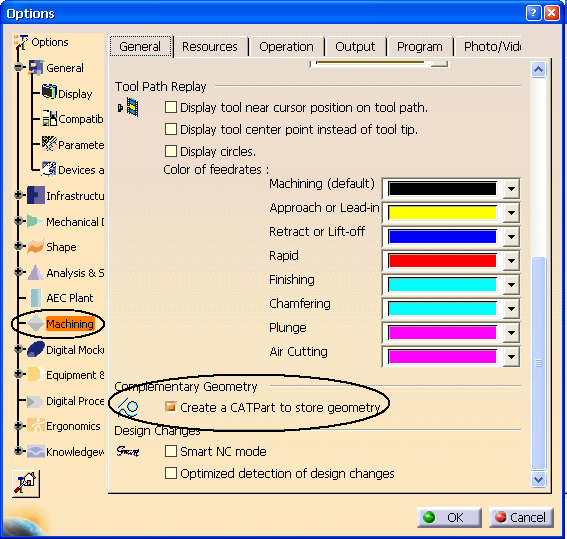 Options
Options
General
Display
Compatib
Paramete
Devices a
Infrastructu
Mechanical D
Shape
Analysis & S
AEC Plant
Machining
Digital Mocku
Equipment &
Digital Proce
Ergonomics
Knowledgew
General Resources Operation Output Program Photo/Vide
Tool Path Replay
Display tool near cursor position on tool path.
Display tool center point instead of tool tip.
Display circles.
Color of feedrates :
Machining (default)
Approach or Lead-in
Retract or Lift-off
Rapid
Finishing
Chamfering
Plunge
Air Cutting
Complementary Geometry
Create a CATPart to store geometry
Design Changes
Smart NC mode
Optimized detection of design changes
OK Cancel